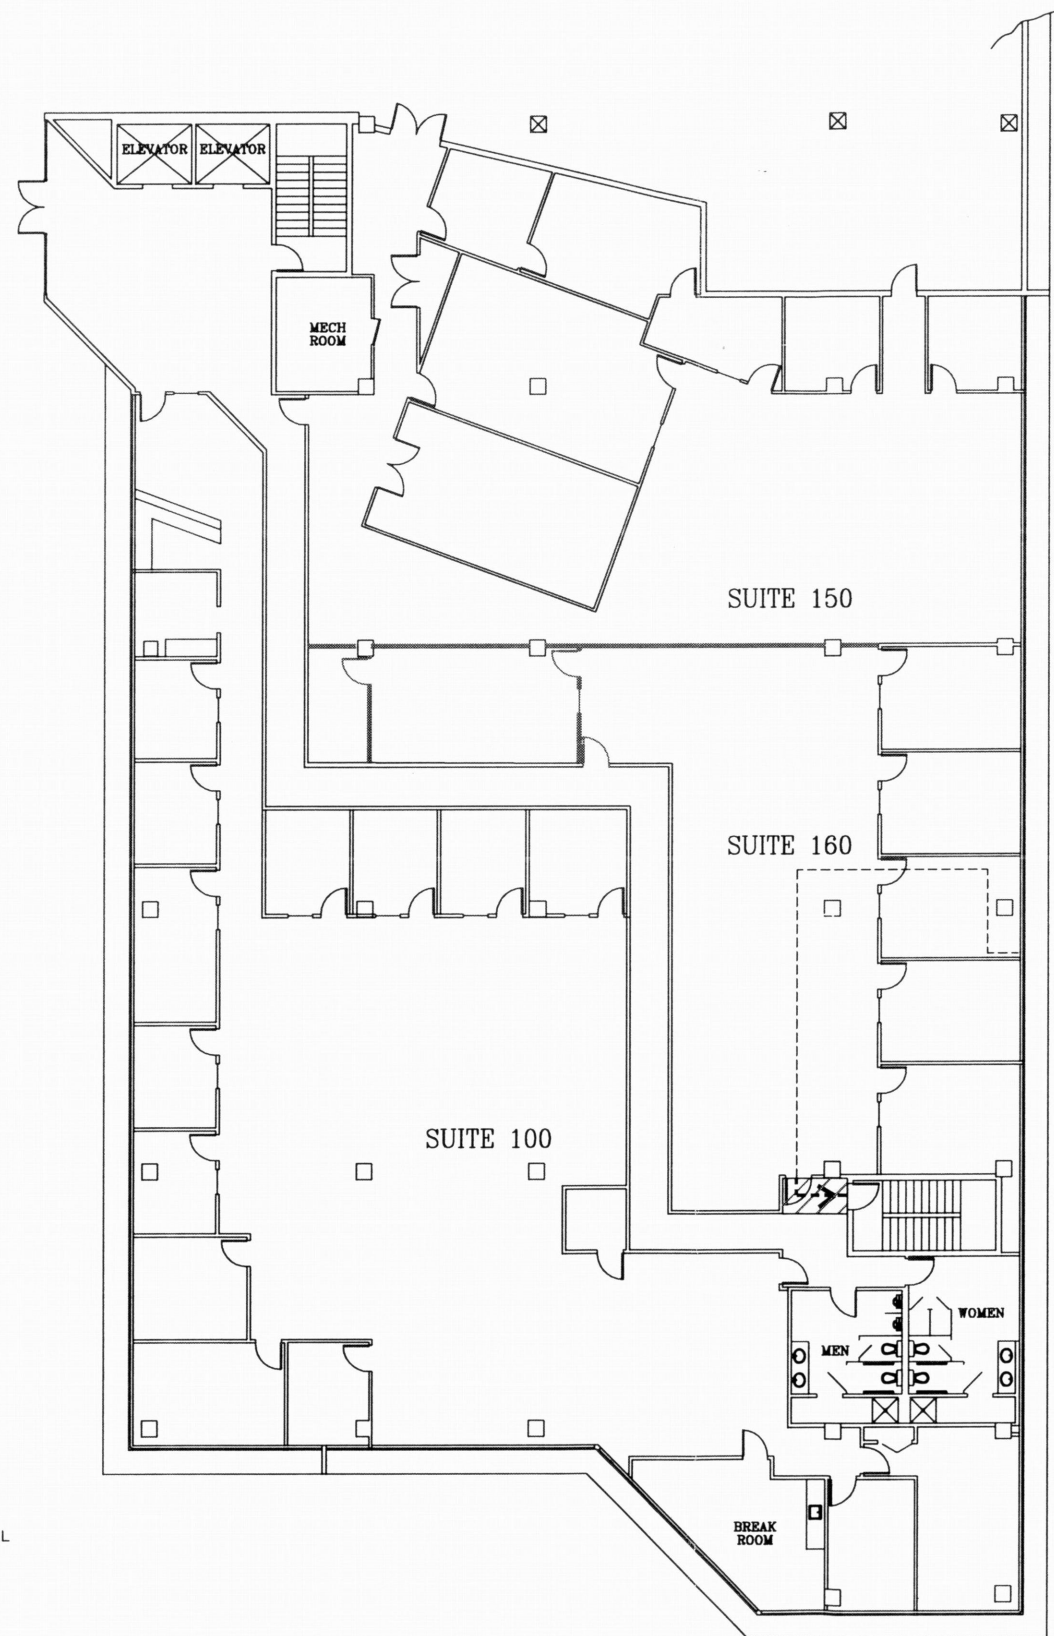 ELEVATOR ELEVATOR
MECH
ROOM
SUITE 150
SUITE 160
SUITE 100
WOMEN
MEN
BREAK
ROOM
L